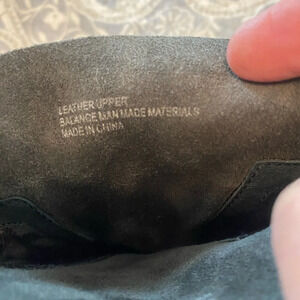 LEATHER UPPER
BALANCE MAN MADE MATERIALS
MADE IN CHINA